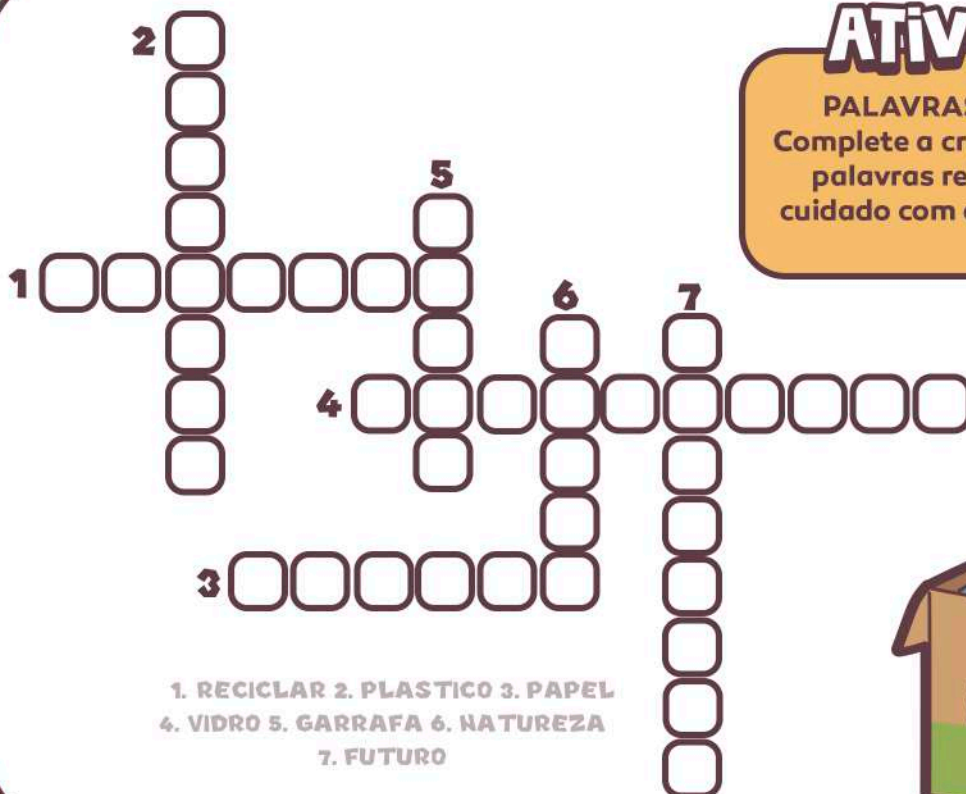 ATIV
PALAVRAS
Complete a cr
palavras re
cuidado com
2
5
1
6
7
4
3
1. RECICLAR 2. PLASTICO 3. PAPEL
4. VIDRO 5. GARRAFA 6. NATUREZA
7. FUTURO